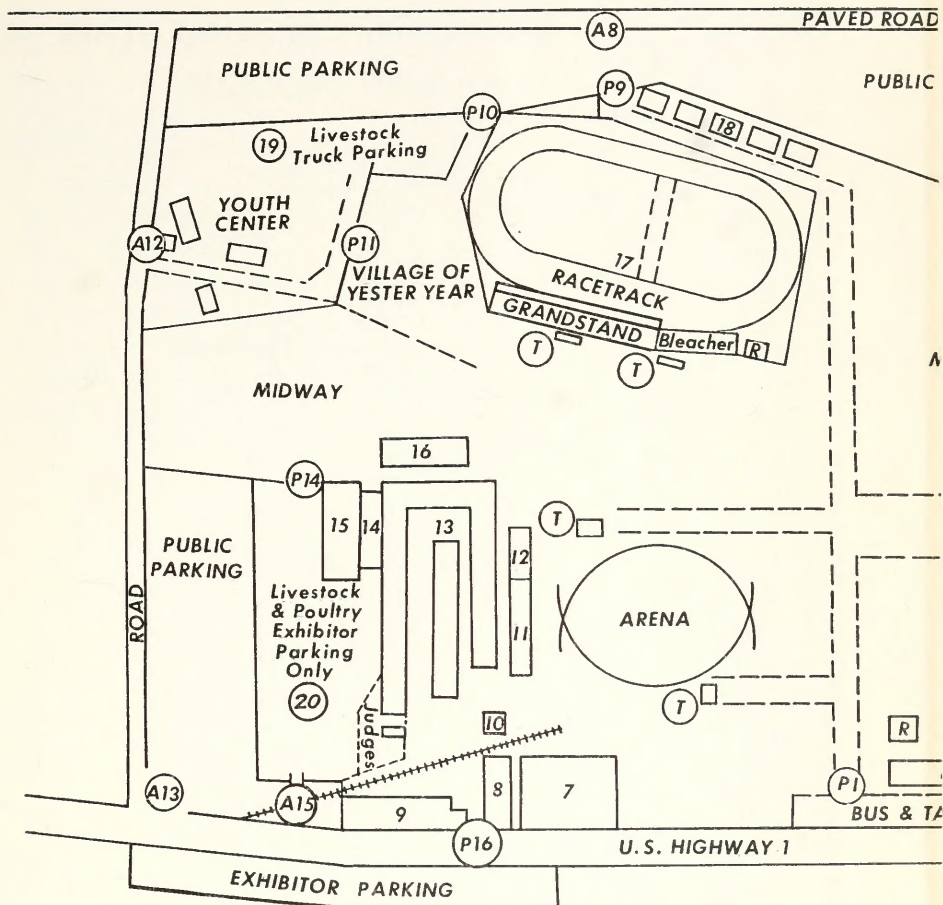 PAVED ROAD
A8
PUBLIC PARKING
P9
PUBLIC
P10
18
19
Livestock
Truck Parking
YOUTH
CENTER
A12
P11
VILLAGE OF
YESTER YEAR
17
RACETRACK
GRANDSTAND
Bleacher
R
T
T
MIDWAY
16
P14
15
14
13
12
11
T
PUBLIC
PARKING
Livestock
& Poultry
Exhibitor
Parking
Only
20
ARENA
ROAD
T
Judges
10
R
A13
A15
9
8
7
P1
BUS & TA
P16
U.S. HIGHWAY 1
EXHIBITOR PARKING